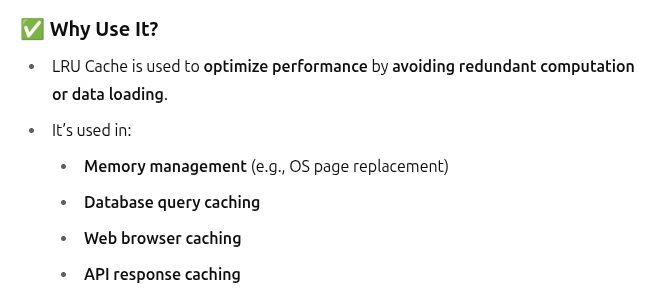 ✅ Why Use It?
• LRU Cache is used to optimize performance by avoiding redundant computation
or data loading.
• It’s used in:
• Memory management (e.g., OS page replacement)
• Database query caching
• Web browser caching
• API response caching